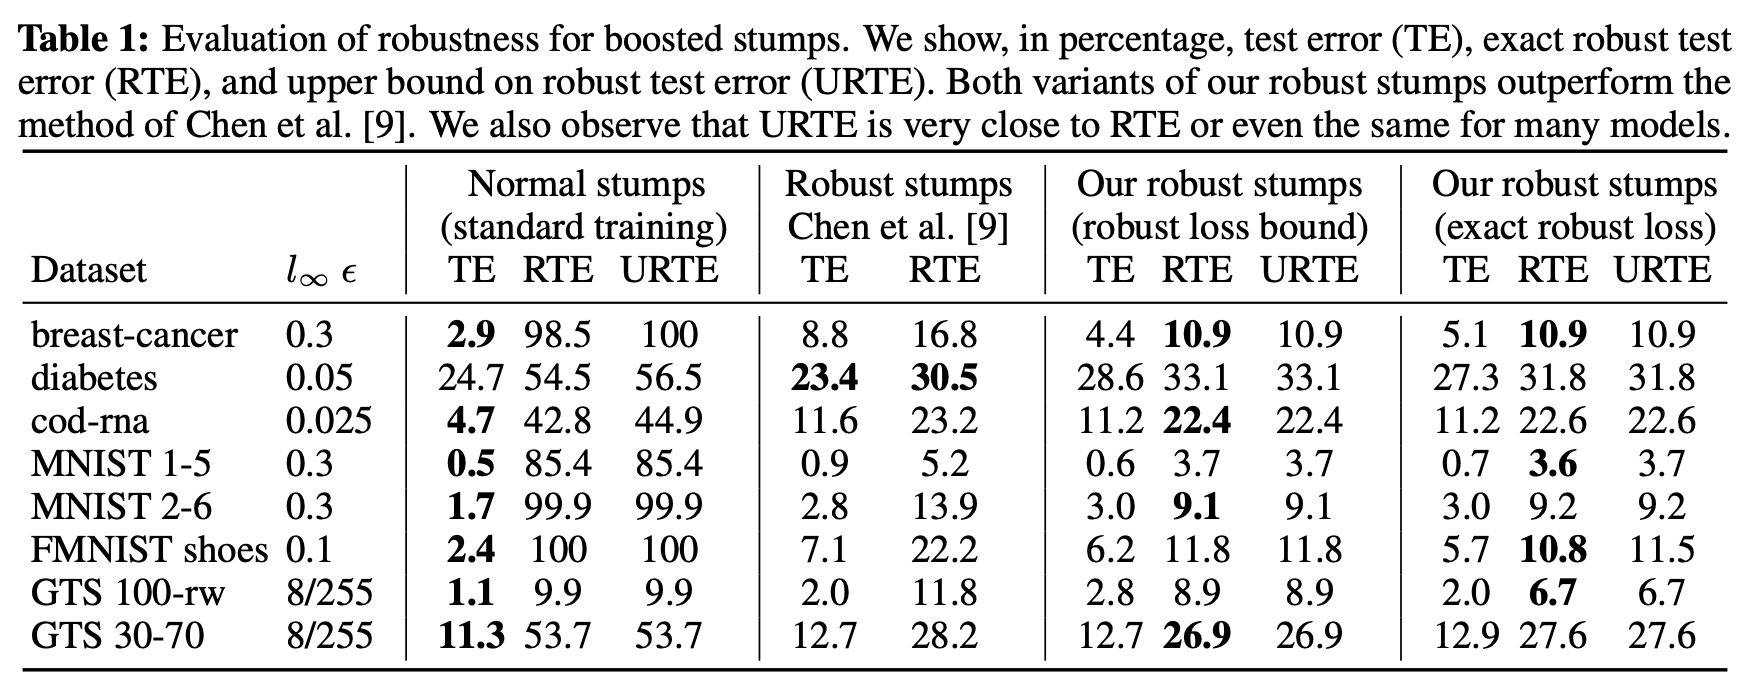 Table 1: Evaluation of robustness for boosted stumps. We show, in percentage, test error (TE), exact robust test
error (RTE), and upper bound on robust test error (URTE). Both variants of our robust stumps outperform the
method of Chen et al. [9]. We also observe that URTE is very close to RTE or even the same for many models.
Normal stumps Robust stumps Our robust stumps Our robust stumps
(standard training) Chen et al. [9] (robust loss bound) (exact robust loss)
Dataset l∞ ϵ TE RTE URTE TE RTE TE RTE URTE TE RTE URTE
breast-cancer 0.3 2.9 98.5 100 8.8 16.8 4.4 10.9 10.9 5.1 10.9 10.9
diabetes 0.05 24.7 54.5 56.5 23.4 30.5 28.6 33.1 33.1 27.3 31.8 31.8
cod-rna 0.025 4.7 42.8 44.9 11.6 23.2 11.2 22.4 22.4 11.2 22.6 22.6
MNIST 1-5 0.3 0.5 85.4 85.4 0.9 5.2 0.6 3.7 3.7 0.7 3.6 3.7
MNIST 2-6 0.3 1.7 99.9 99.9 2.8 13.9 3.0 9.1 9.1 3.0 9.2 9.2
FMNIST shoes 0.1 2.4 100 100 7.1 22.2 6.2 11.8 11.8 5.7 10.8 11.5
GTS 100-rw 8/255 1.1 9.9 9.9 2.0 11.8 2.8 8.9 8.9 2.0 6.7 6.7
GTS 30-70 8/255 11.3 53.7 53.7 12.7 28.2 12.7 26.9 26.9 12.9 27.6 27.6